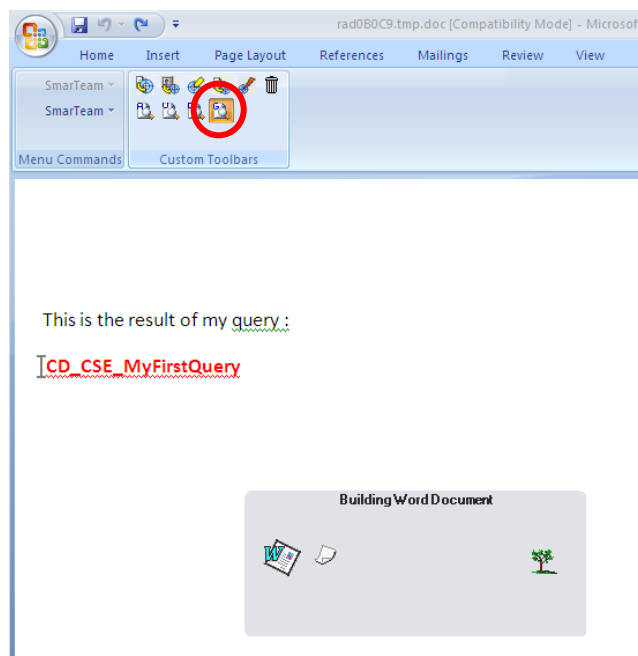 rad0B0C9.tmp.doc [Compatibility Mode] - Microsof
Home Insert Page Layout References Mailings Review View
SmarTeam
SmarTeam
Menu Commands Custom Toolbars
This is the result of my query :
CD_CSE_MyFirstQuery
Building Word Document